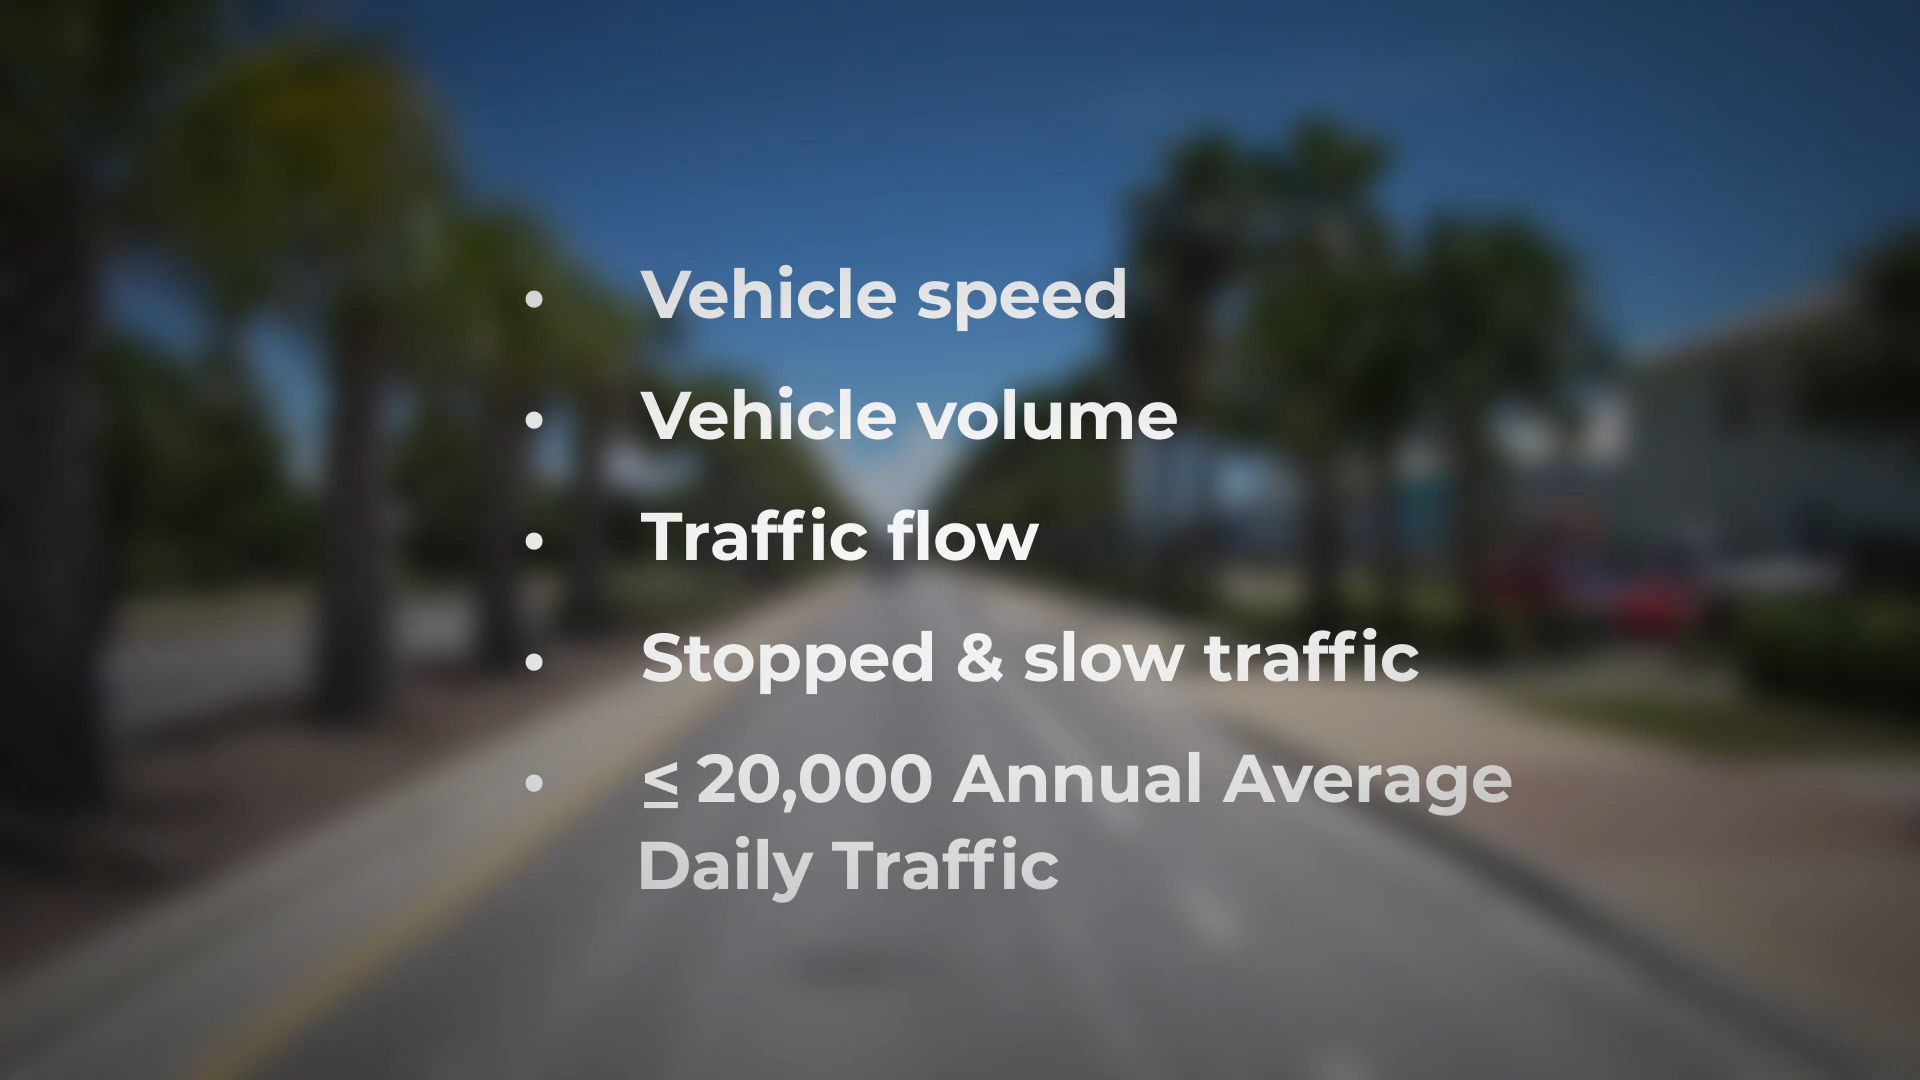 • Vehicle speed
• Vehicle volume
• Traffic flow
• Stopped & slow traffic
• ≤ 20,000 Annual Average
Daily Traffic